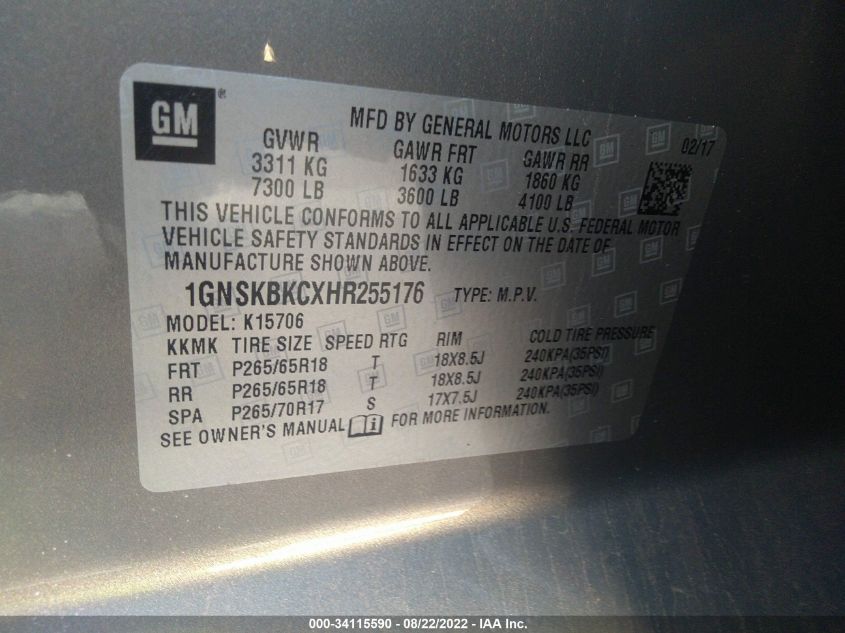 GM ®
MFD BY GENERAL MOTORS LLC
GVWR GAWR FRT GAWR RR 02/17
3311 KG 1633 KG 1860 KG
7300 LB 3600 LB 4100 LB
THIS VEHICLE CONFORMS TO ALL APPLICABLE U.S. FEDERAL MOTOR
VEHICLE SAFETY STANDARDS IN EFFECT ON THE DATE OF
MANUFACTURE SHOWN ABOVE.
1GNSKBKCXHR255176 TYPE: M.P.V.
MODEL: K15706
KKMK TIRE SIZE SPEED RTG RIM COLD TIRE PRESSURE
FRT P265/65R18 T 18X8.5J 240KPA(35PSI)
RR P265/65R18 T 18X8.5J 240KPA(35PSI)
SPA P265/70R17 S 17X7.5J 240KPA(35PSI)
SEE OWNER'S MANUAL i FOR MORE INFORMATION.
000-34115590 - 08/22/2022 - IAA Inc.